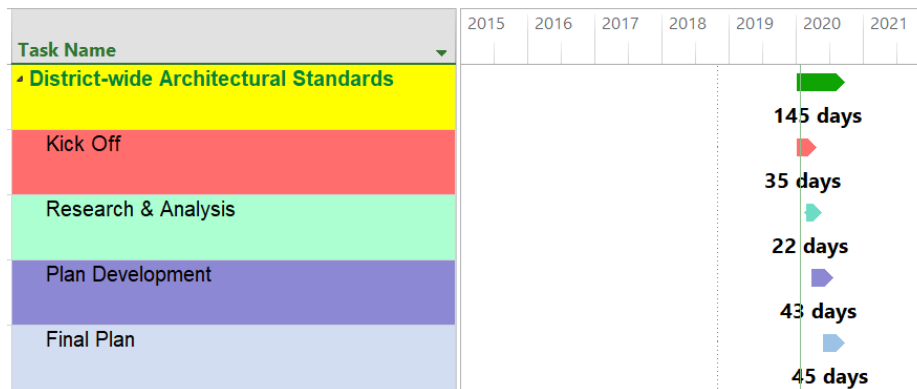 2015 2016 2017 2018 2019 2020 2021
Task Name
District-wide Architectural Standards
145 days
Kick Off
35 days
Research & Analysis
22 days
Plan Development
43 days
Final Plan
45 days